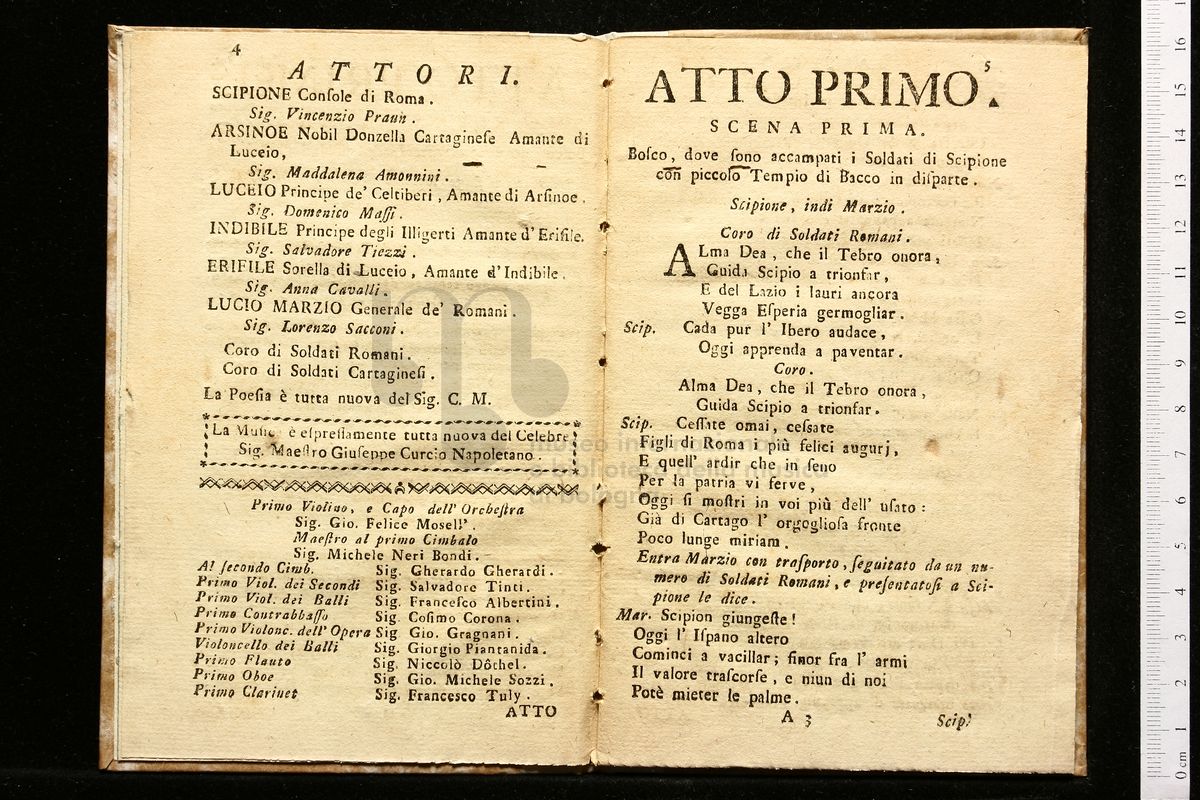 4
ATTORI.
SCIPIONE Conſole di Roma.
Sig. Vincenzio Praun.
ARSINOE Nobil Donzella Cartagineſe Amante di
Luceio,
Sig. Maddalena Amonnini.
LUCEIO Principe de' Celtiberi, Amante di Arſinoe.
Sig. Domenico Maſſi.
INDIBILE Principe degli Illigerti Amante d'Eriſile.
Sig. Salvadore Tiezzi.
ERIFILE Sorella di Luceio, Amante d'Indibile.
Sig. Anna Cavalli.
LUCIO MARZIO Generale de' Romani.
Sig. Lorenzo Sacconi.
Coro di Soldati Romani.
Coro di Soldati Cartagineſi.
La Poeſia è tutta nuova del Sig. C. M.
La Muſica è eſpreſſamente tutta nuova del Celebre
Sig. Maeſtro Giuſeppe Curcio Napoletano.
Primo Violino, e Capo dell'Orcheſtra
Sig. Gio. Felice Moſell'.
Maeſtro al primo Cimbalo
Sig. Michele Neri Bondi.
Al ſecondo Cimb. Sig. Gherardo Gherardi.
Primo Viol. dei Secondi Sig. Salvadore Tinti.
Primo Viol. dei Balli Sig. Franceſco Albertini.
Primo Contrabbaſſo Sig. Coſimo Corona.
Primo Violonc. dell'Opera Sig Gio. Gragnani.
Violoncello dei Balli Sig. Giorgio Piantanida.
Primo Flauto Sig. Niccolò Dôthel.
Primo Oboe Sig. Gio. Michele Sozzi.
Primo Clarinet Sig. Franceſco Tuly.
ATTO
5
ATTO PRIMO.
SCENA PRIMA.
Boſco, dove ſono accampati i Soldati di Scipione
con piccolo Tempio di Bacco in diſparte.
Scipione, indi Marzio.
Coro di Soldati Romani.
ALma Dea, che il Tebro onora,
Guida Scipio a trionfar,
E del Lazio i lauri ancora
Vegga Eſperia germogliar.
Scip. Cada pur l' Ibero audace,
Oggi apprenda a paventar.
Coro.
Alma Dea, che il Tebro onora,
Guida Scipio a trionfar.
Scip. Ceſſate omai, ceſsate
Figli di Roma i più felici augurj,
E quell' ardir che in ſeno
Per la patria vi ferve,
Oggi ſi moſtri in voi più dell' uſato:
Già di Cartago l' orgoglioſa fronte
Poco lunge miriam.
Entra Marzio con traſporto, ſeguitato da un nu-
mero di Soldati Romani, e preſentatoſi a Sci-
pione le dice.
Mar. Scipion giungeſte!
Oggi l' Iſpano altero
Cominci a vacillar; finor fra l' armi
Il valore traſcorſe, e niun di noi
Potè mieter le palme.
A 3 Scip.